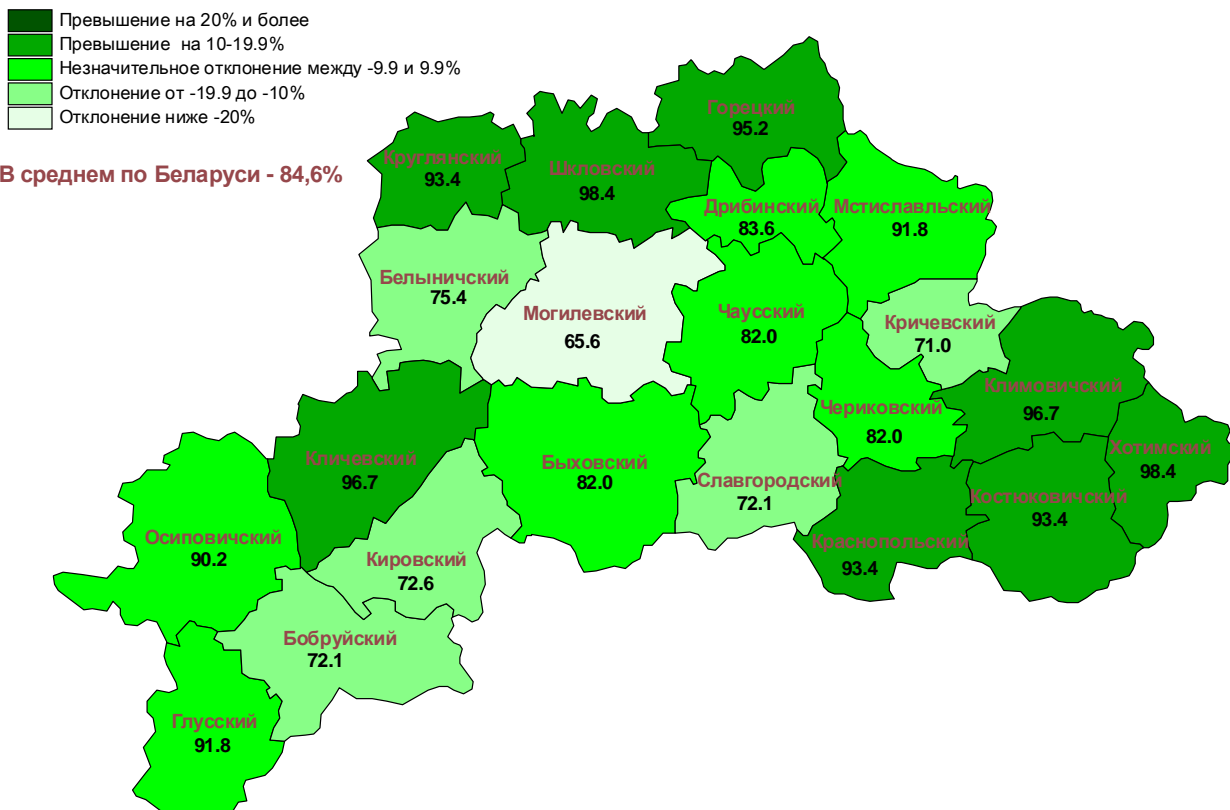 Превышение на 20% и более
Превышение на 10-19.9%
Незначительное отклонение между -9.9 и 9.9%
Отклонение от -19.9 до -10%
Отклонение ниже -20%
В среднем по Беларуси - 84,6%
Горецкий
95.2
Круглянский
93.4
Шкловский
98.4
Дрибинский
83.6
Мстиславльский
91.8
Белыничский
75.4
Могилевский
65.6
Чаусский
82.0
Кричевский
71.0
Климовичский
96.7
Чериковский
82.0
Хотимский
98.4
Кличевский
96.7
Быховский
82.0
Славгородский
72.1
Костюковичский
93.4
Осиповичский
90.2
Краснопольский
93.4
Кировский
72.6
Бобруйский
72.1
Глусский
91.8